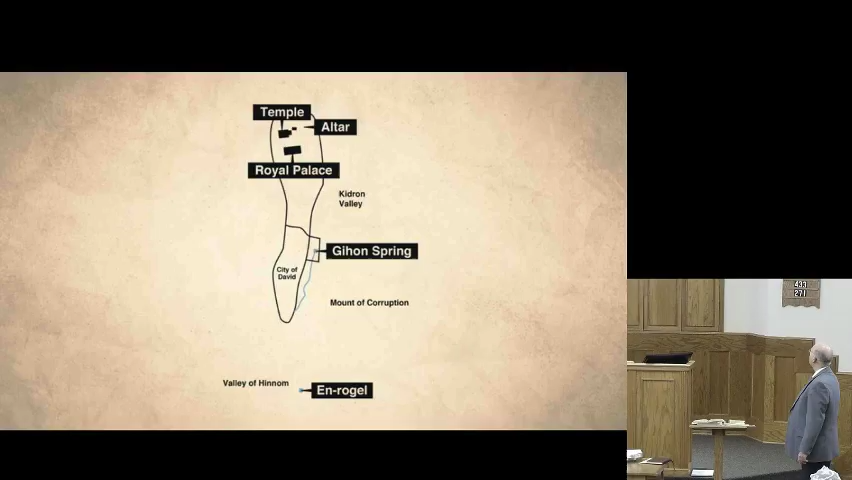 Temple
Altar
Royal Palace
Kidron
Valley
Gihon Spring
City of
David
Mount of Corruption
Valley of Hinnom
En-rogel
433
271